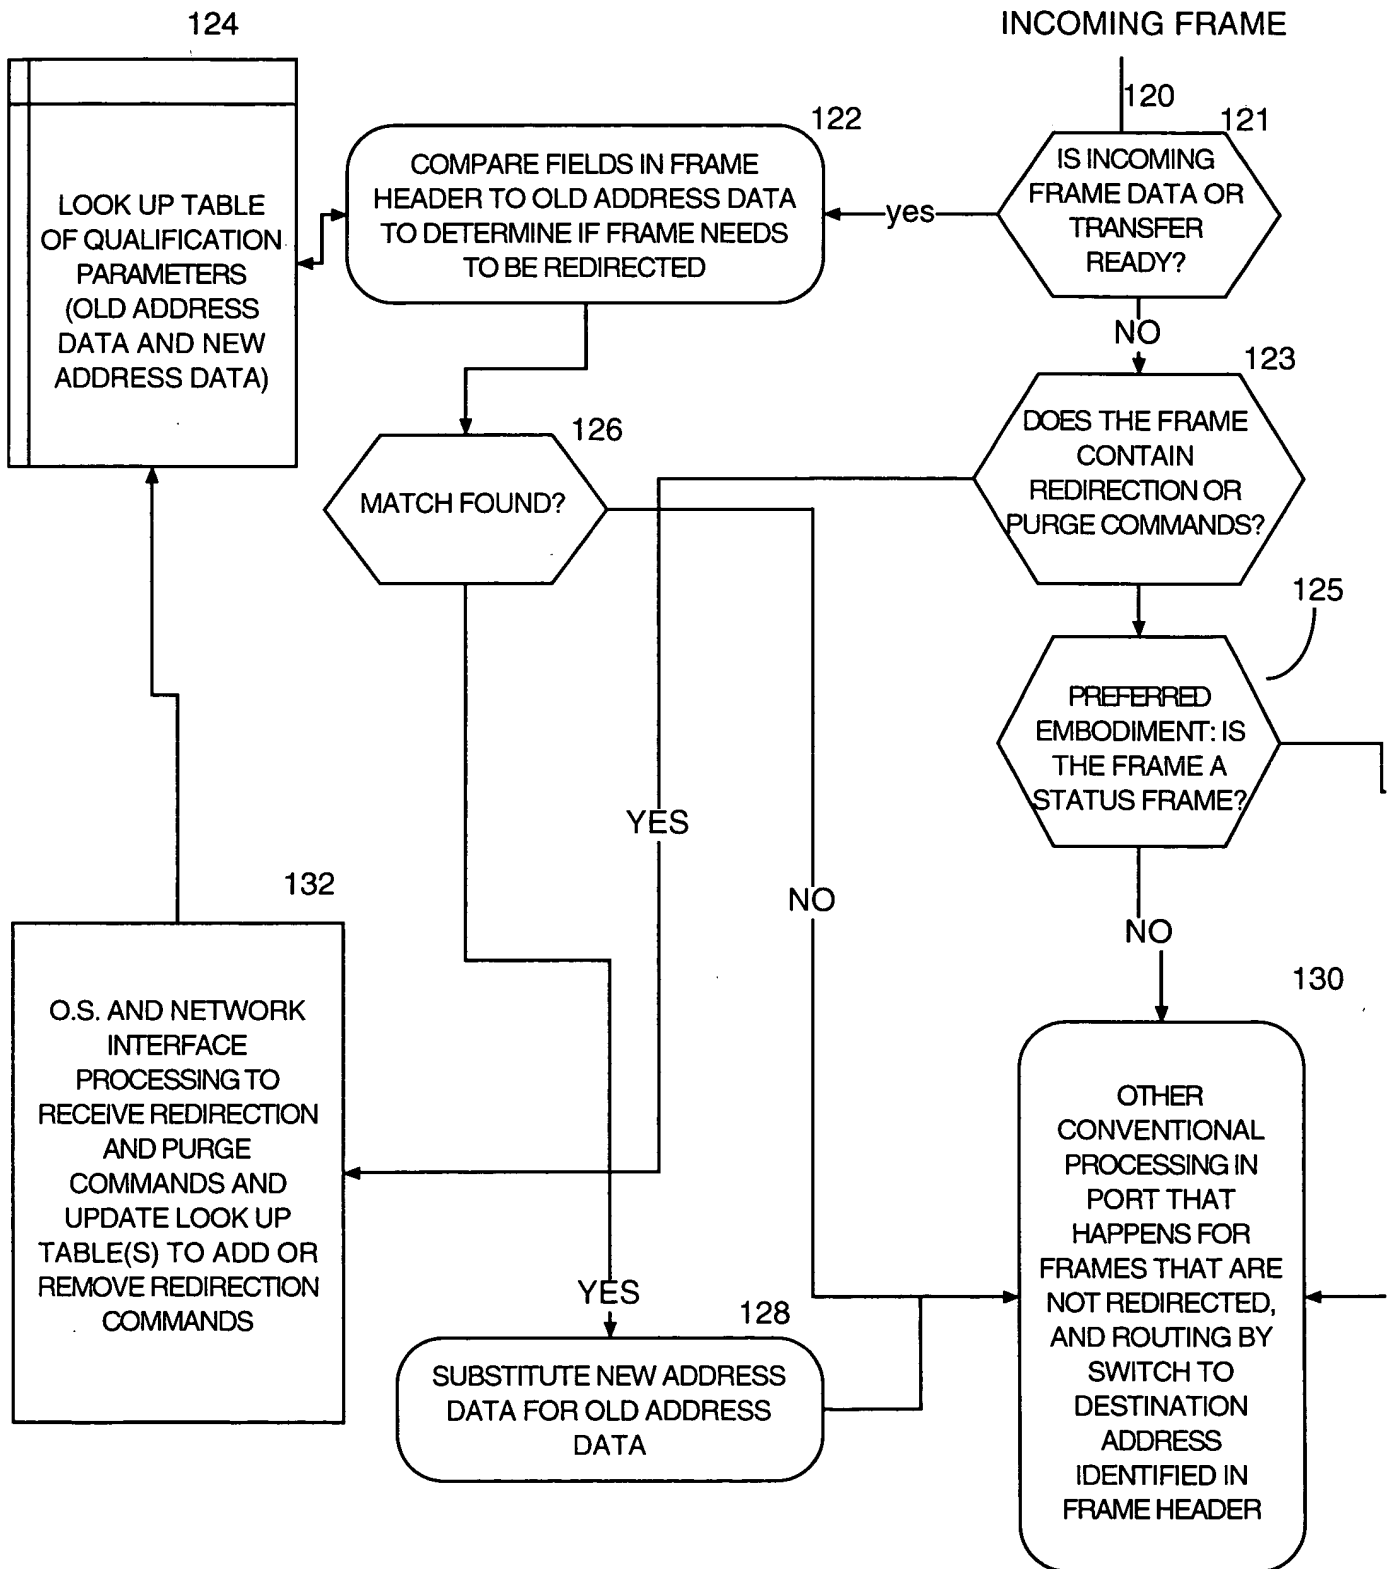 124
INCOMING FRAME
120
121
122
IS INCOMING
FRAME DATA OR
TRANSFER
READY?
COMPARE FIELDS IN FRAME
HEADER TO OLD ADDRESS DATA
TO DETERMINE IF FRAME NEEDS
TO BE REDIRECTED
yes
LOOK UP TABLE
OF QUALIFICATION
PARAMETERS
(OLD ADDRESS
DATA AND NEW
ADDRESS DATA)
NO
123
126
DOES THE FRAME
CONTAIN
REDIRECTION OR
PURGE COMMANDS?
MATCH FOUND?
125
PREFERRED
EMBODIMENT: IS
THE FRAME A
STATUS FRAME?
YES
NO
NO
132
130
O.S. AND NETWORK
INTERFACE
PROCESSING TO
RECEIVE REDIRECTION
AND PURGE
COMMANDS AND
UPDATE LOOK UP
TABLE(S) TO ADD OR
REMOVE REDIRECTION
COMMANDS
OTHER
CONVENTIONAL
PROCESSING IN
PORT THAT
HAPPENS FOR
FRAMES THAT ARE
NOT REDIRECTED,
AND ROUTING BY
SWITCH TO
DESTINATION
ADDRESS
IDENTIFIED IN
FRAME HEADER
YES
128
SUBSTITUTE NEW ADDRESS
DATA FOR OLD ADDRESS
DATA